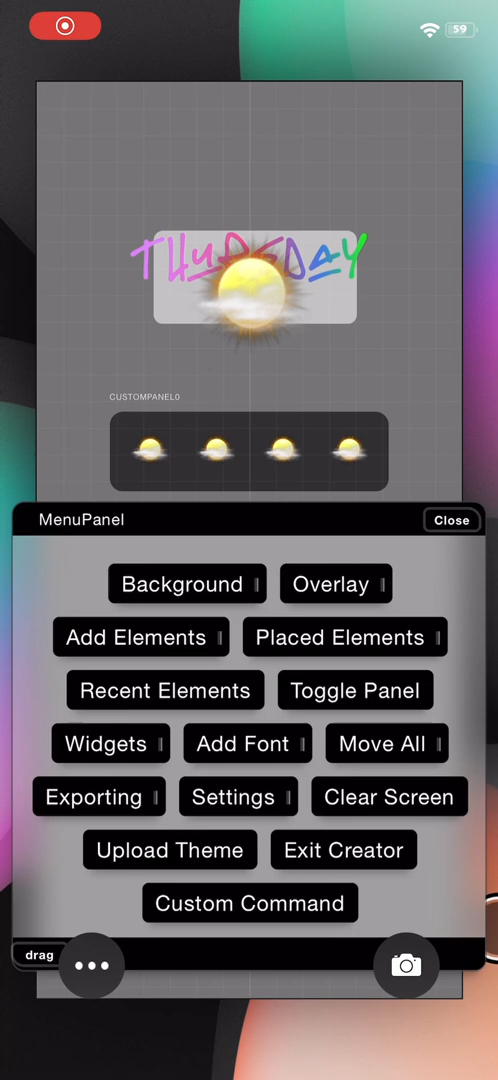 59
THURSDAY
CUSTOMPANEL0
MenuPanel Close
Background Overlay
Add Elements Placed Elements
Recent Elements Toggle Panel
Widgets Add Font Move All
Exporting Settings Clear Screen
Upload Theme Exit Creator
Custom Command
drag